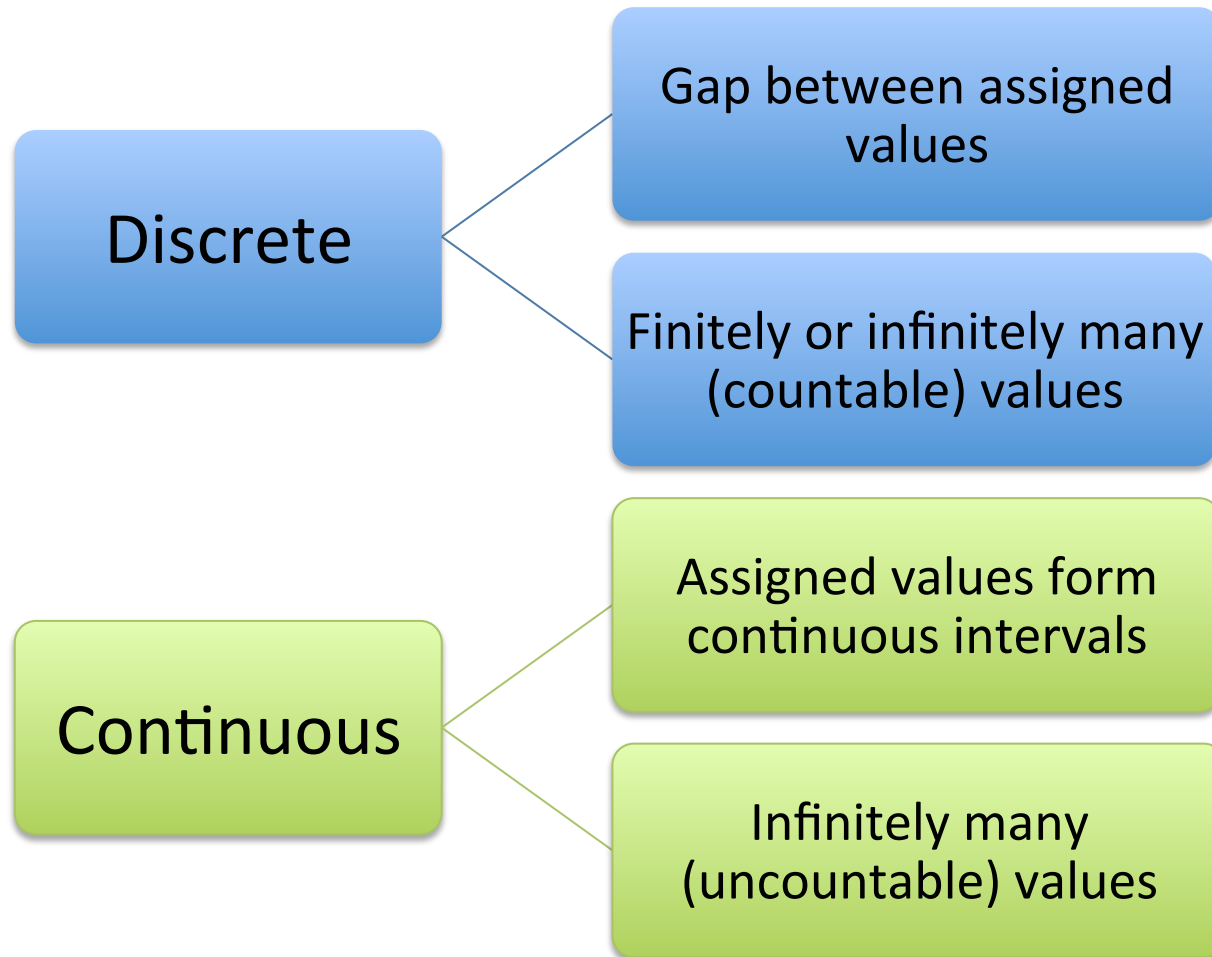 Discrete
Gap between assigned
values
Finitely or infinitely many
(countable) values
Continuous
Assigned values form
continuous intervals
Infinitely many
(uncountable) values